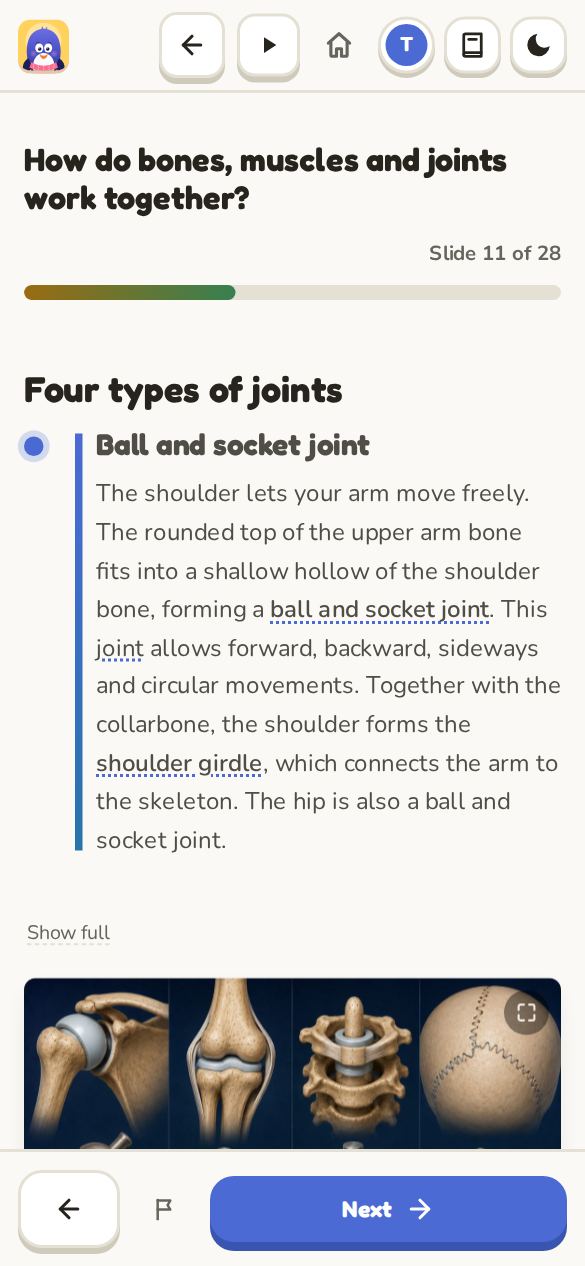 T
How do bones, muscles and joints
work together?
Slide 11 of 28
Four types of joints
Ball and socket joint
The shoulder lets your arm move freely.
The rounded top of the upper arm bone
fits into a shallow hollow of the shoulder
bone, forming a ball and socket joint. This
joint allows forward, backward, sideways
and circular movements. Together with the
collarbone, the shoulder forms the
shoulder girdle, which connects the arm to
the skeleton. The hip is also a ball and
socket joint.
Show full
Next